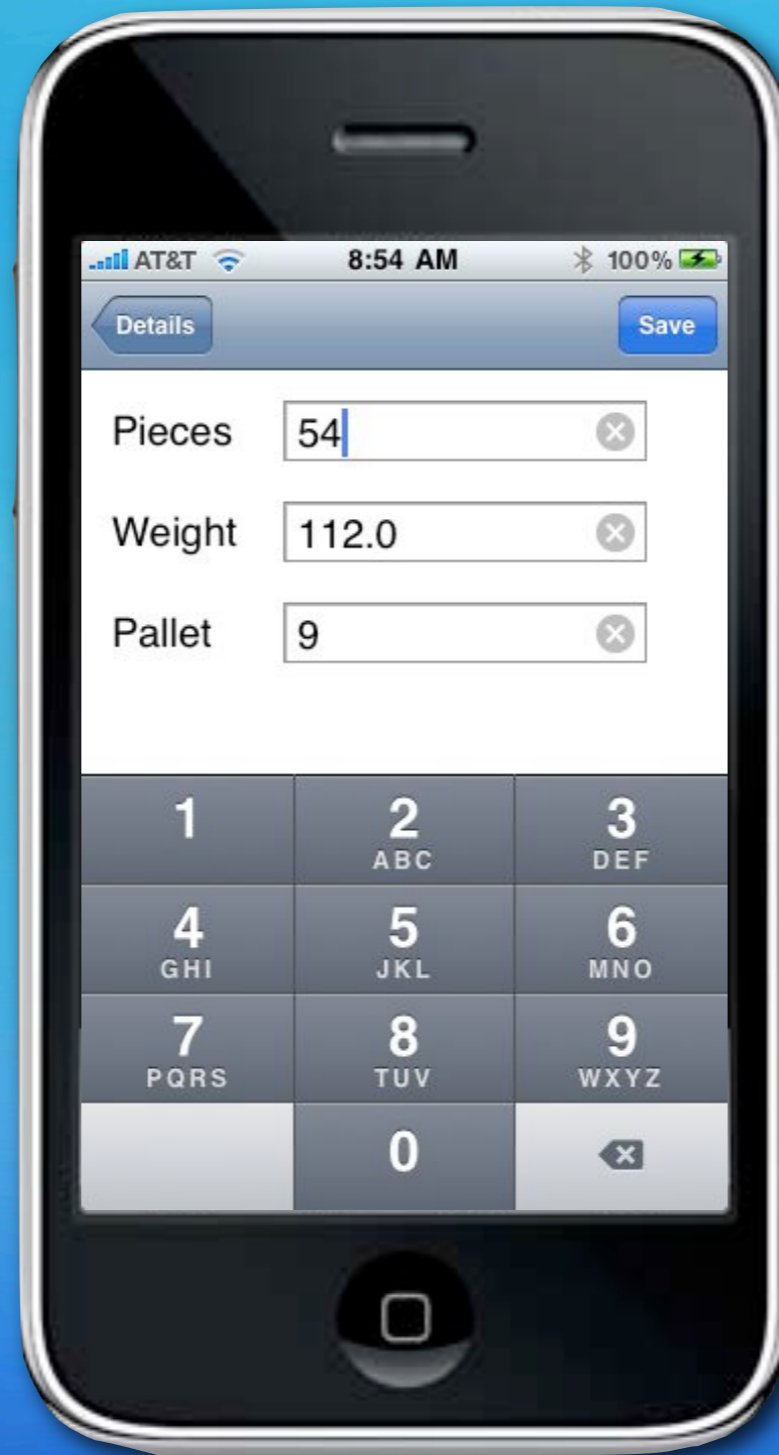 AT&T 8:54 AM 100%
Details Save
Pieces 54
Weight 112.0
Pallet 9
1 2 3
ABC DEF
4 5 6
GHI JKL MNO
7 8 9
PQRS TUV WXYZ
0